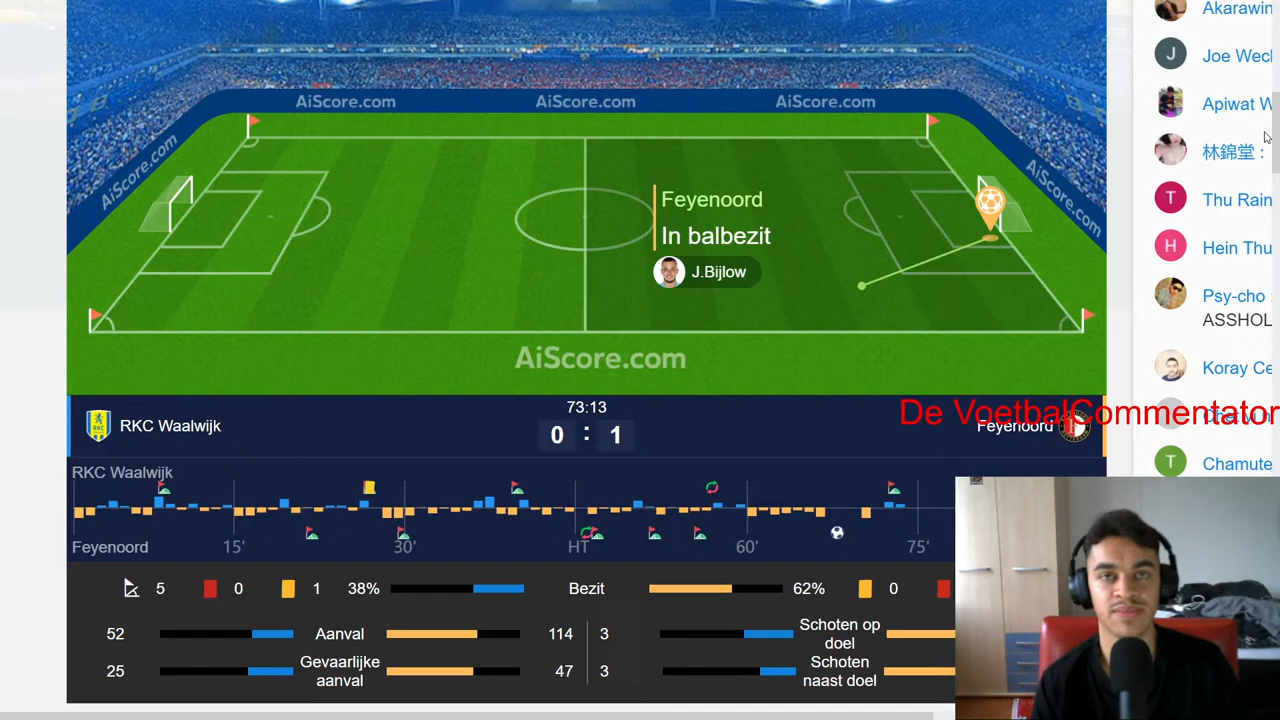 Akarawin
J
Joe Wec
Apiwat W
林錦堂 :
T
Thu Rain
H
Hein Thu
Psy-cho
ASSHOL
Koray Ce
T
Chamute
AiScore.com
AiScore.com
AiScore.com
AiScore.com
AiScore.com
Feyenoord
In balbezit
J.Bijlow
AiScore.com
73:13
RKC Waalwijk
0 : 1
Feyenoord
De VoetbalCommentator
RKC Waalwijk
Feyenoord
15'
30'
HT
60'
75'
5
0
1
38%
Bezit
62%
0
52
Aanval
114
3
Schoten op
doel
25
Gevaarlijke
aanval
47
3
Schoten
naast doel